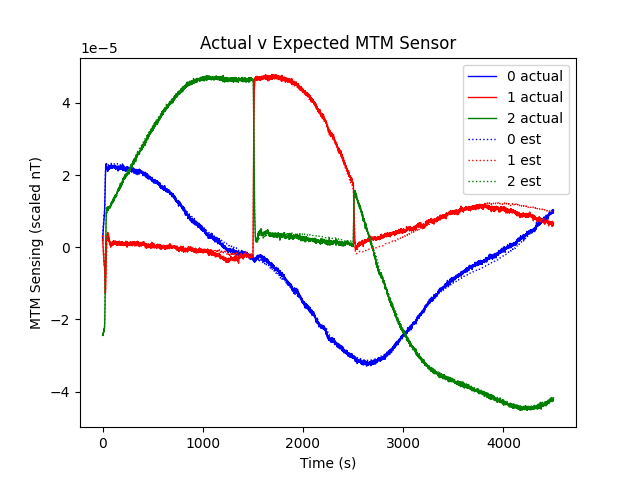 Actual v Expected MTM Sensor
1e−5
MTM Sensing (scaled nT)
4
2
0
−2
−4
0 actual
1 actual
2 actual
0 est
1 est
2 est
0 1000 2000 3000 4000
Time (s)